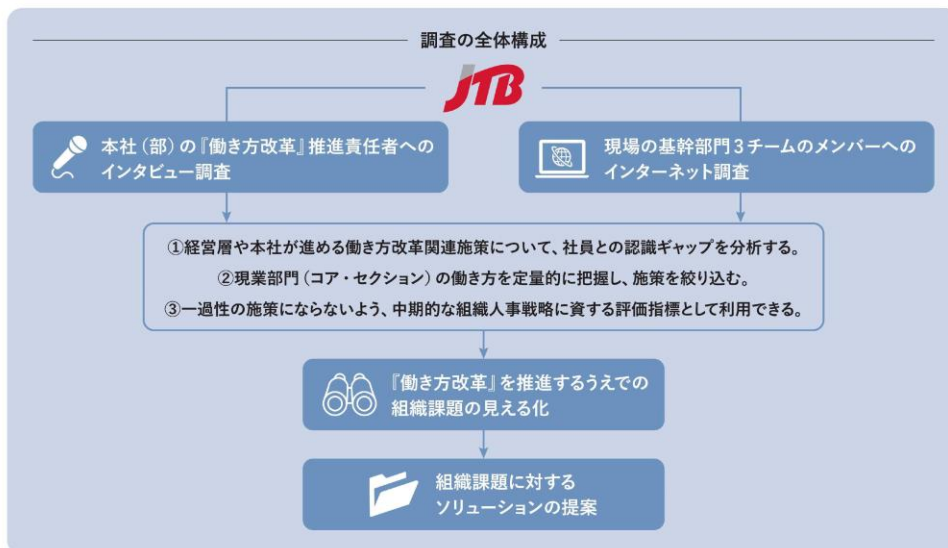 調査の全体構成
JTB
本社（部）の『働き方改革』推進責任者への
インタビュー調査
現場の基幹部門3チームのメンバーへの
インターネット調査
①経営層や本社が進める働き方改革関連施策について、社員との認識ギャップを分析する。
②現業部門（コア・セクション）の働き方を定量的に把握し、施策を絞り込む。
③一過性の施策にならないよう、中期的な組織人事戦略に資する評価指標として利用できる。
『働き方改革』を推進するうえでの
組織課題の見える化
組織課題に対する
ソリューションの提案